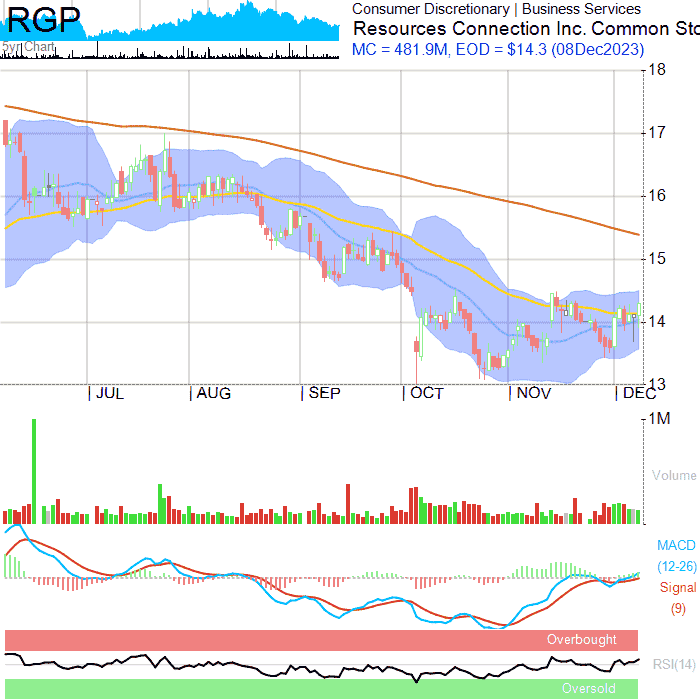 RGP
5yr Chart
Consumer Discretionary | Business Services
Resources Connection Inc. Common Sto
MC = 481.9M, EOD = $14.3 (08Dec2023)
18
17
16
15
14
13
JUL AUG SEP OCT NOV DEC
1M
Volume
MACD
(12-26)
Signal
(9)
Overbought
RSI(14)
Oversold